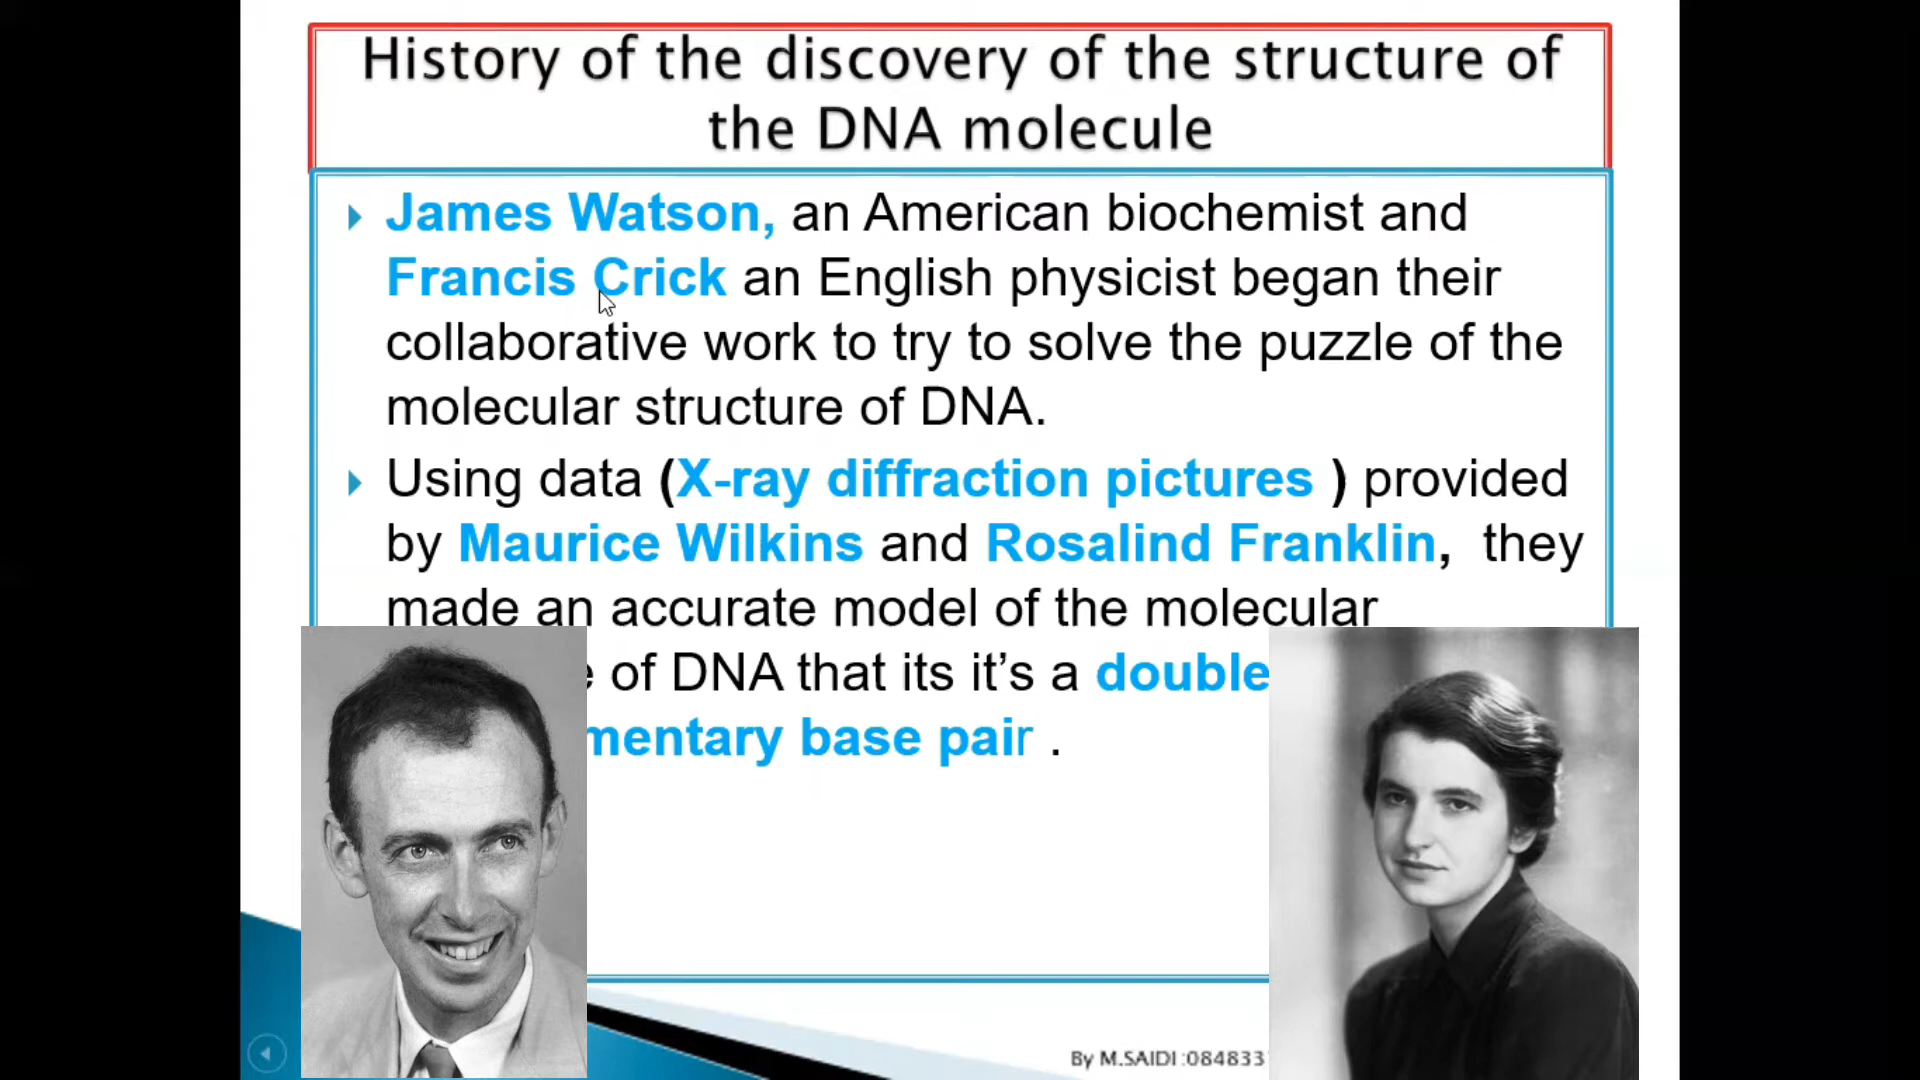 History of the discovery of the structure of
the DNA molecule
James Watson, an American biochemist and
Francis Crick an English physicist began their
collaborative work to try to solve the puzzle of the
molecular structure of DNA.
Using data (X-ray diffraction pictures ) provided
by Maurice Wilkins and Rosalind Franklin, they
made an accurate model of the molecular
of DNA that its it’s a double
mentary base pair .
By M.SAIDI :084833